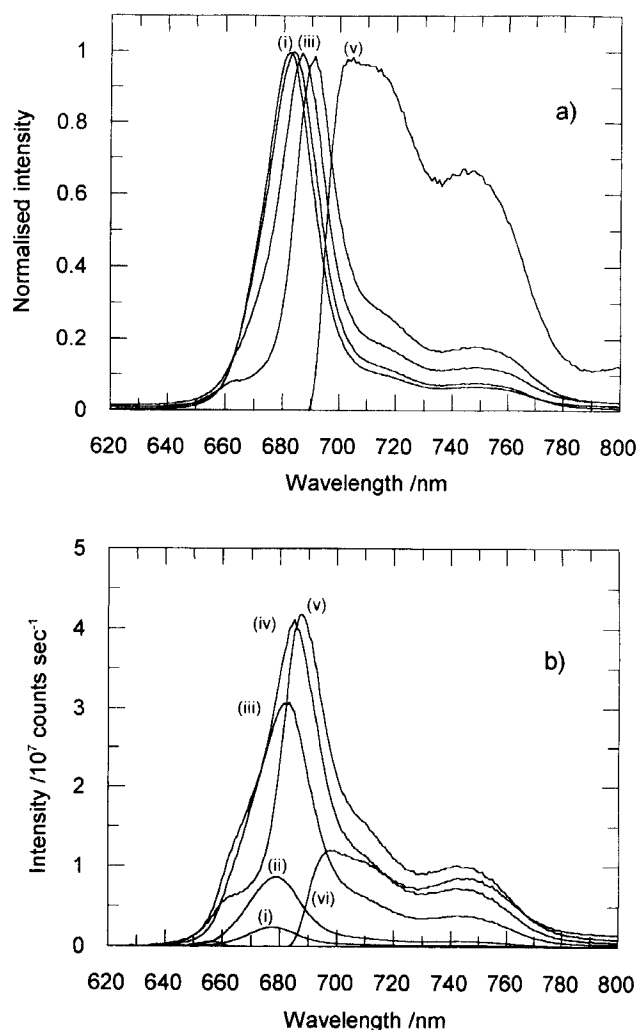 (i) (iii) (v)
1
a)
0.8
0.6
0.4
0.2
0
Normalised intensity
620 640 660 680 700 720 740 760 780 800
Wavelength /nm
5
(v)
(iv)
4
b)
(iii)
3
2
(ii)
1
(vi)
(i)
0
Intensity /10⁷ counts sec⁻¹
620 640 660 680 700 720 740 760 780 800
Wavelength /nm